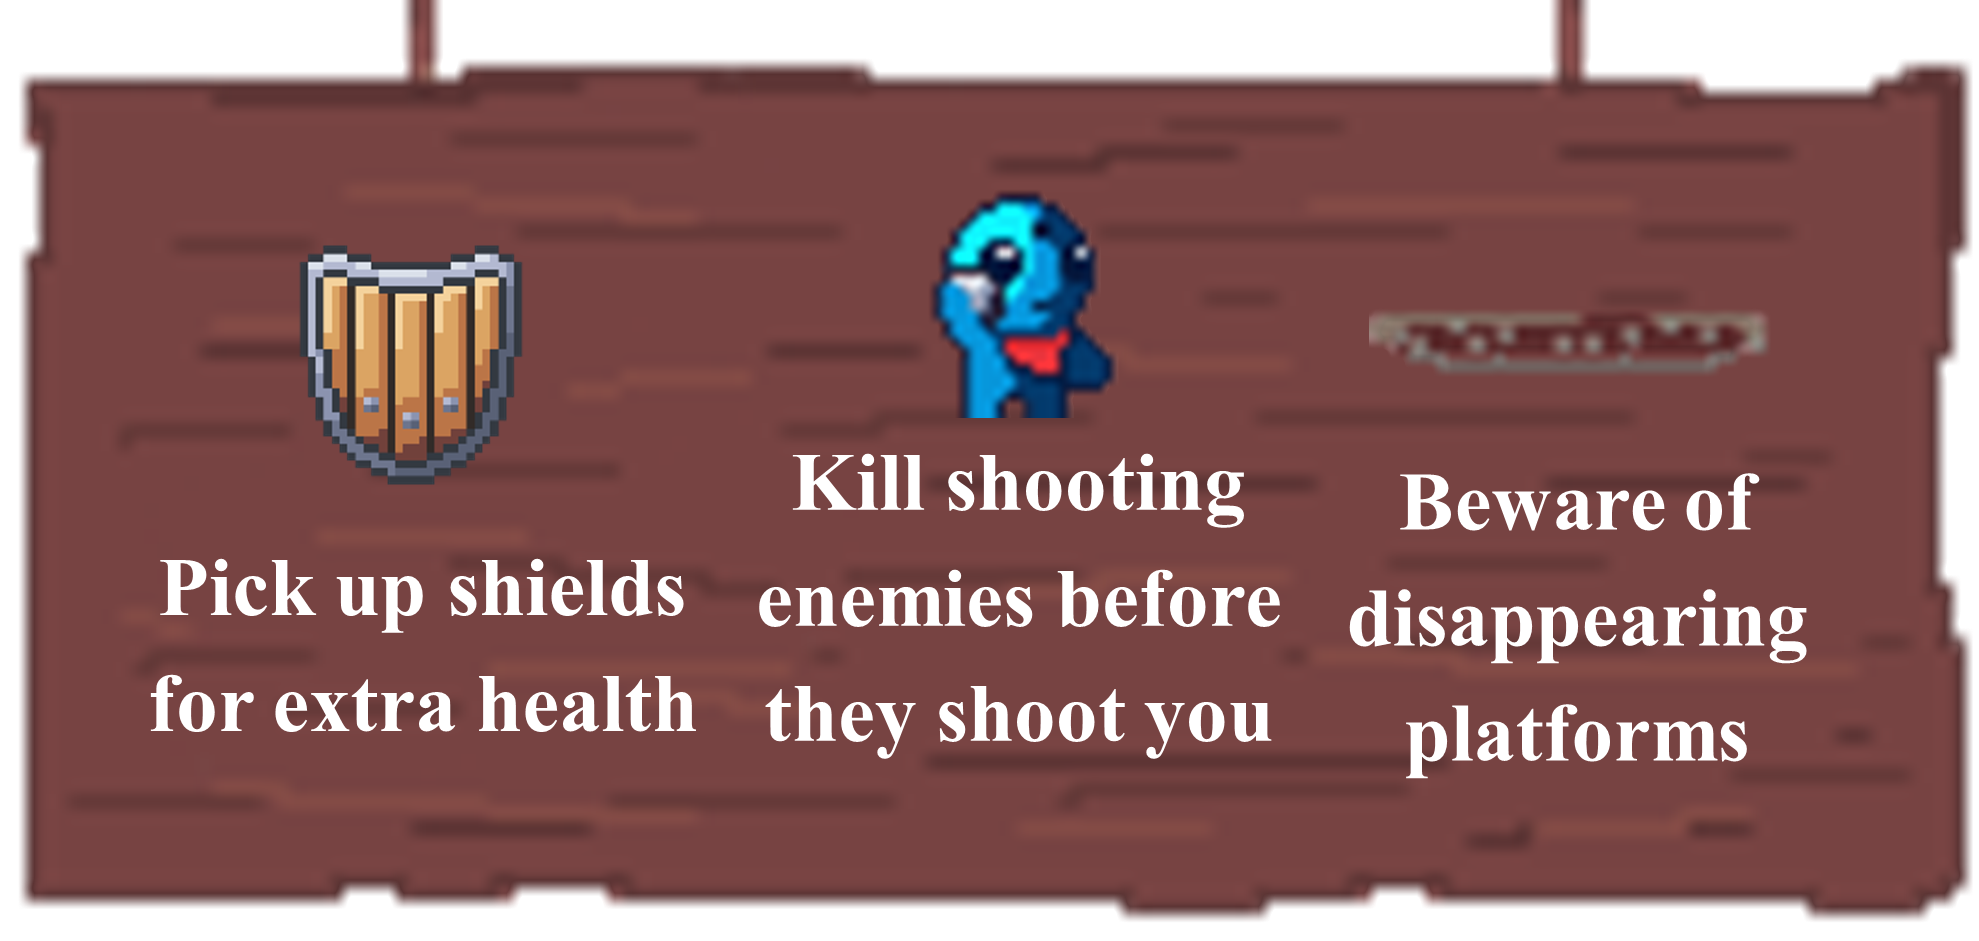 Pick up shields
for extra health
Kill shooting
enemies before
they shoot you
Beware of
disappearing
platforms